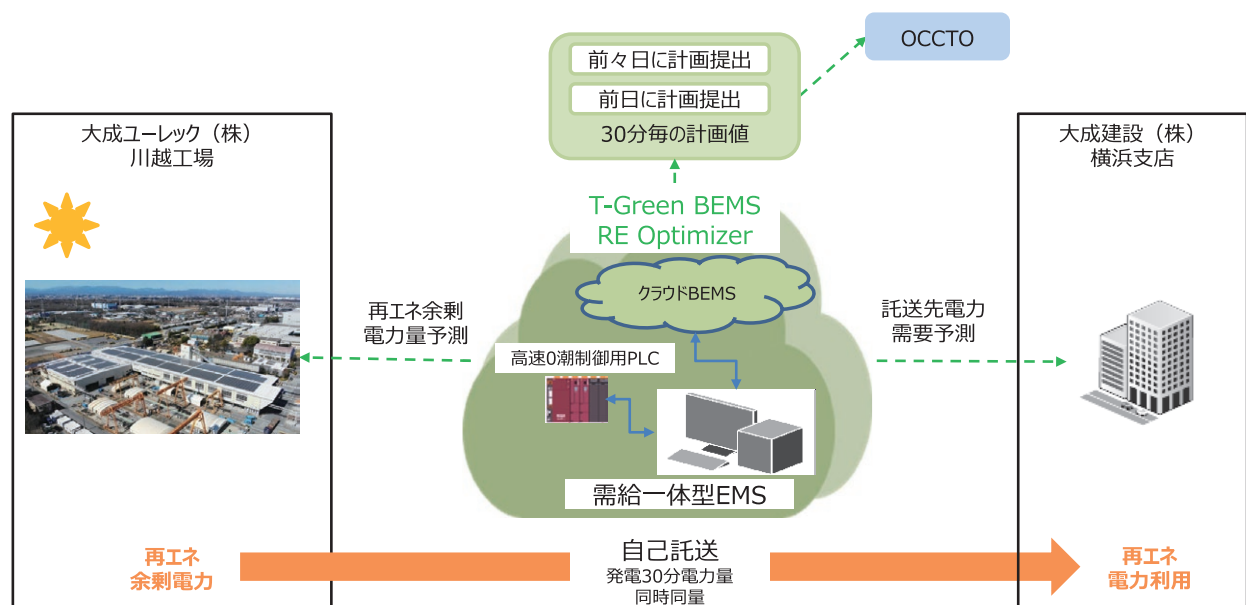 前々日に計画提出
前日に計画提出
30分毎の計画値
OCCTO
大成ユーレック（株）
川越工場
大成建設（株）
横浜支店
T-Green BEMS
RE Optimizer
クラウドBEMS
再エネ余剰
電力量予測
高速0潮制御用PLC
託送先電力
需要予測
需給一体型EMS
再エネ
余剰電力
自己託送
発電30分電力量
同時同量
再エネ
電力利用